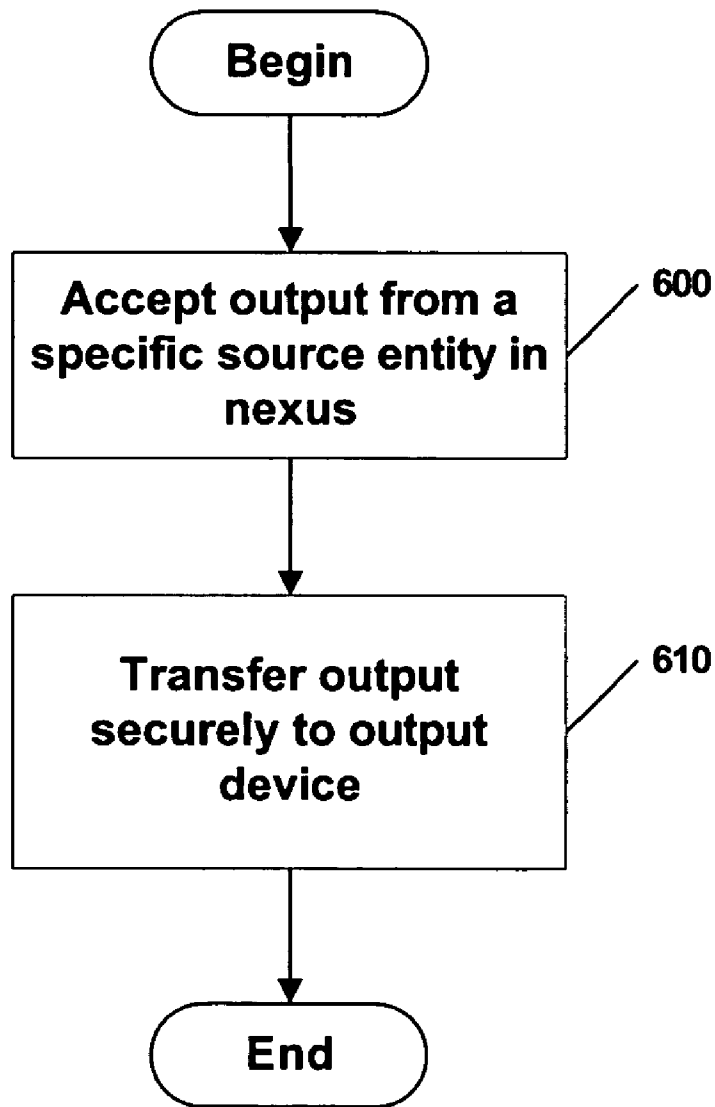 Begin
Accept output from a
specific source entity in
nexus
600
Transfer output
securely to output
device
610
End